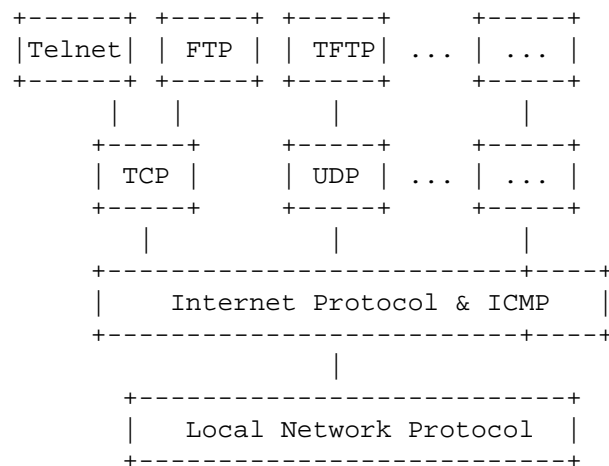 +------+ +-----+ +-----+     +-----+
|Telnet| | FTP | | TFTP| ... | ... |
+------+ +-----+ +-----+     +-----+
      |   |         |           |
     +-----+     +-----+     +-----+
     | TCP |     | UDP | ... | ... |
     +-----+     +-----+     +-----+
        |           |           |
     +--------------------------+----+
     |    Internet Protocol & ICMP   |
     +--------------------------+----+
                    |
       +---------------------------+
       |   Local Network Protocol  |
       +---------------------------+